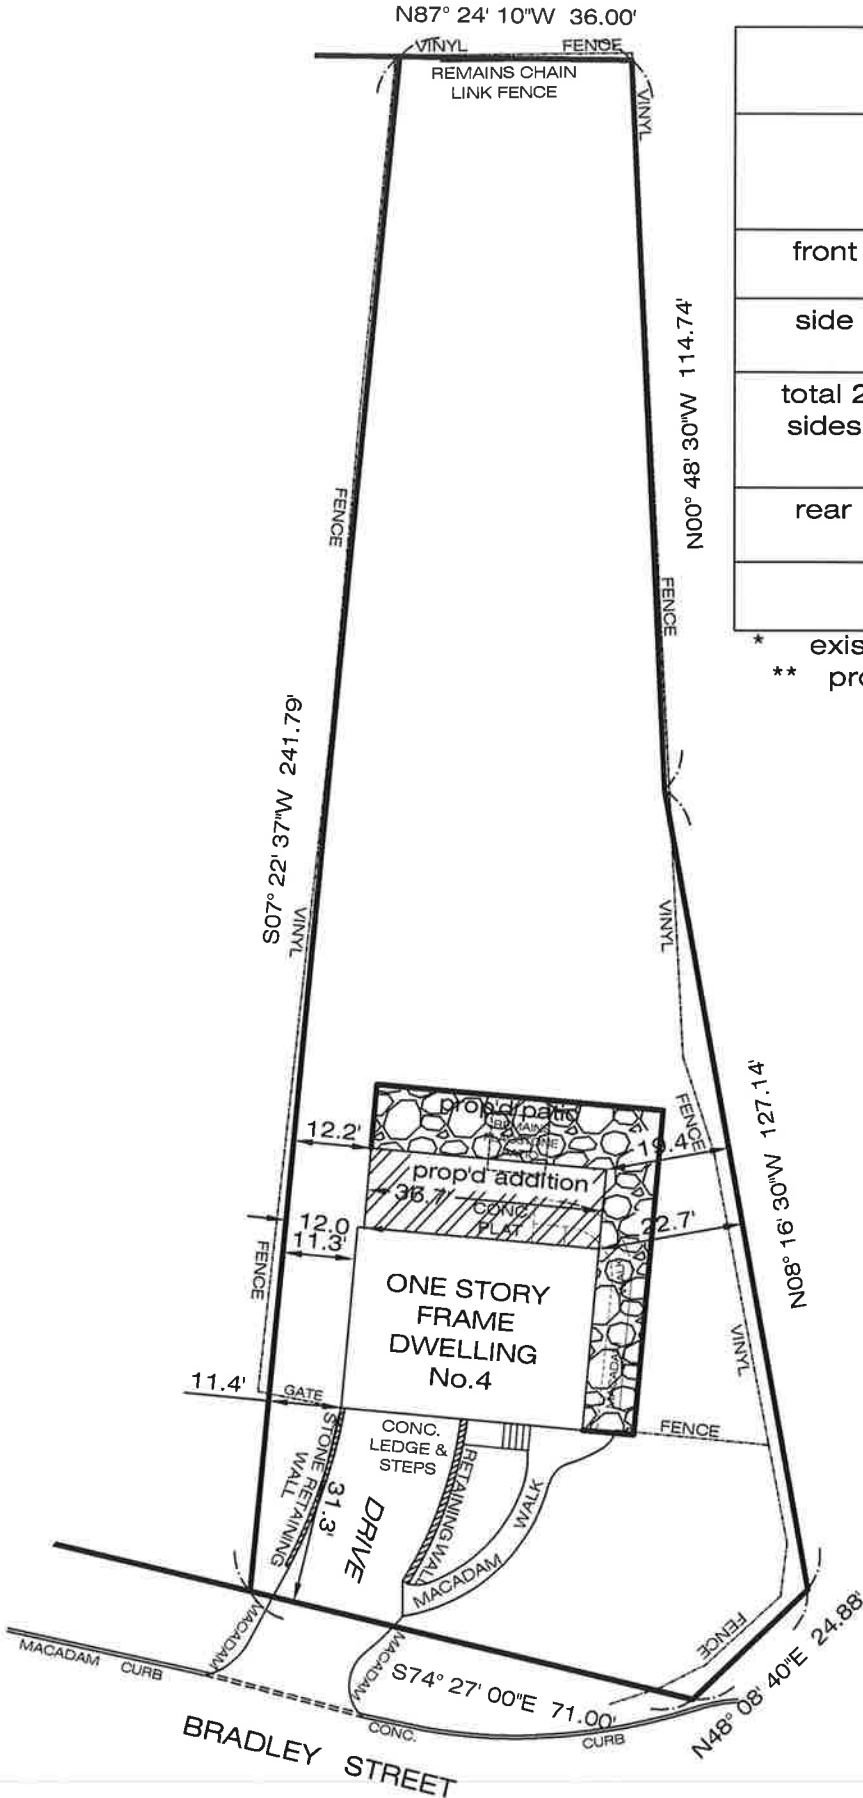 N87° 24' 10"W 36.00'
VINYL FENCE
REMAINS CHAIN
LINK FENCE
VINYL
front
side
total 2
sides
rear
* exis
** pro
N00° 48' 30"W 114.74'
FENCE
FENCE
S07° 22' 37"W 241.79'
VINYL
VINYL
FENCE
N08° 16' 30"W 127.14'
prop'd patio
REMAINS
FLAGSTONE
PATIO
12.2'
19.4'
prop'd addition
36.7'
CONC.
PLAT
12.0
22.7'
11.3'
FENCE
ONE STORY
FRAME
DWELLING
No.4
MACADAM
VINYL
11.4'
GATE
FENCE
CONC.
LEDGE &
STEPS
STONE RETAINING
WALL
31.3'
DRIVE
RETAINING WALL
WALK
MACADAM
MACADAM
MACADAM
FENCE
MACADAM CURB
S74° 27' 00"E 71.00'
N48° 08' 40"E 24.88'
CONC.
CURB
BRADLEY STREET